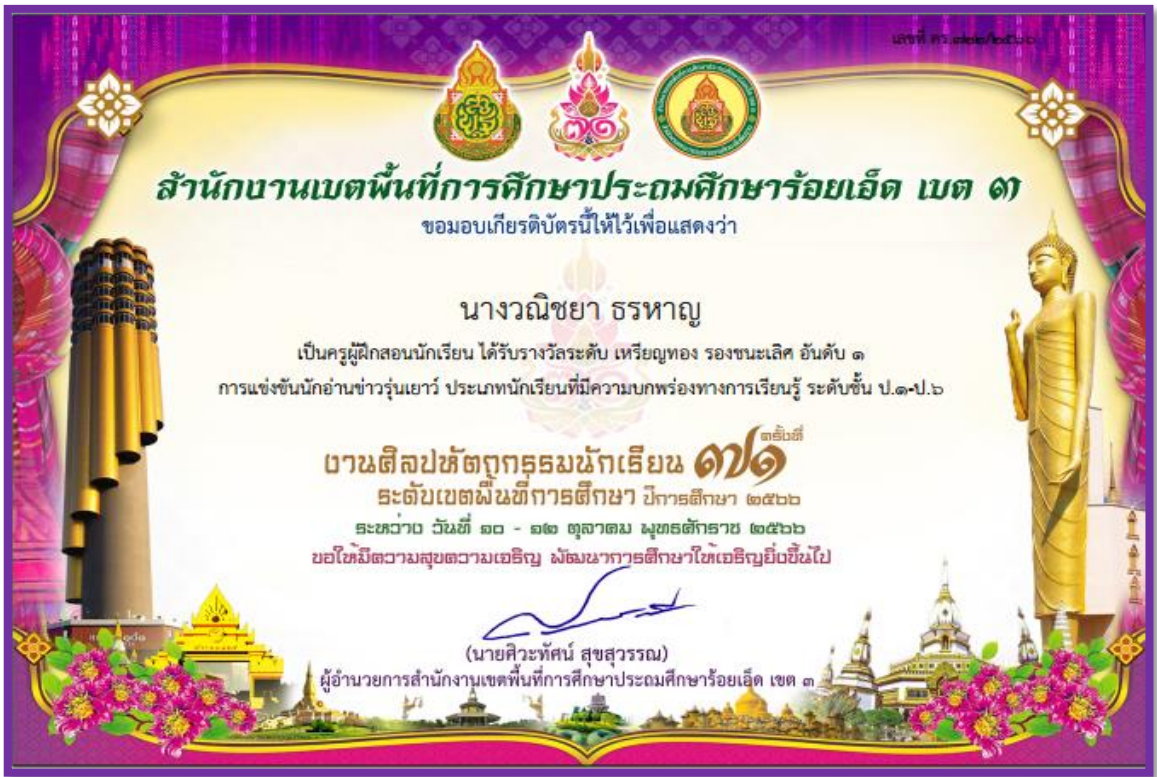 เลขที่ คร.
สำนักงานเขตพื้นที่การศึกษาประถมศึกษาร้อยเอ็ด เขต ๓
ขอมอบเกียรติบัตรนี้ให้ไว้เพื่อแสดงว่า
นางวณิชยา ธรหาญ
เป็นครูผู้ฝึกสอนนักเรียน ได้รับรางวัลระดับ เหรียญทอง รองชนะเลิศ อันดับ ๑
การแข่งขันนักอ่านข่าวรุ่นเยาว์ ประเภทนักเรียนที่มีความบกพร่องทางการเรียนรู้ ระดับชั้น ป.๑-ป.๖
งานศิลปหัตถกรรมนักเรียน ครั้งที่ ๗๑
ระดับเขตพื้นที่การศึกษา ปีการศึกษา ๒๕๖๖
ระหว่าง วันที่ ๑๐ - ๑๒ ตุลาคม พุทธศักราช ๒๕๖๖
ขอให้มีความสุขความเจริญ พัฒนาการศึกษาให้เจริญยิ่งขึ้นไป
(นายศิวะทัศน์ สุขสุวรรณ)
ผู้อำนวยการสำนักงานเขตพื้นที่การศึกษาประถมศึกษาร้อยเอ็ด เขต ๓